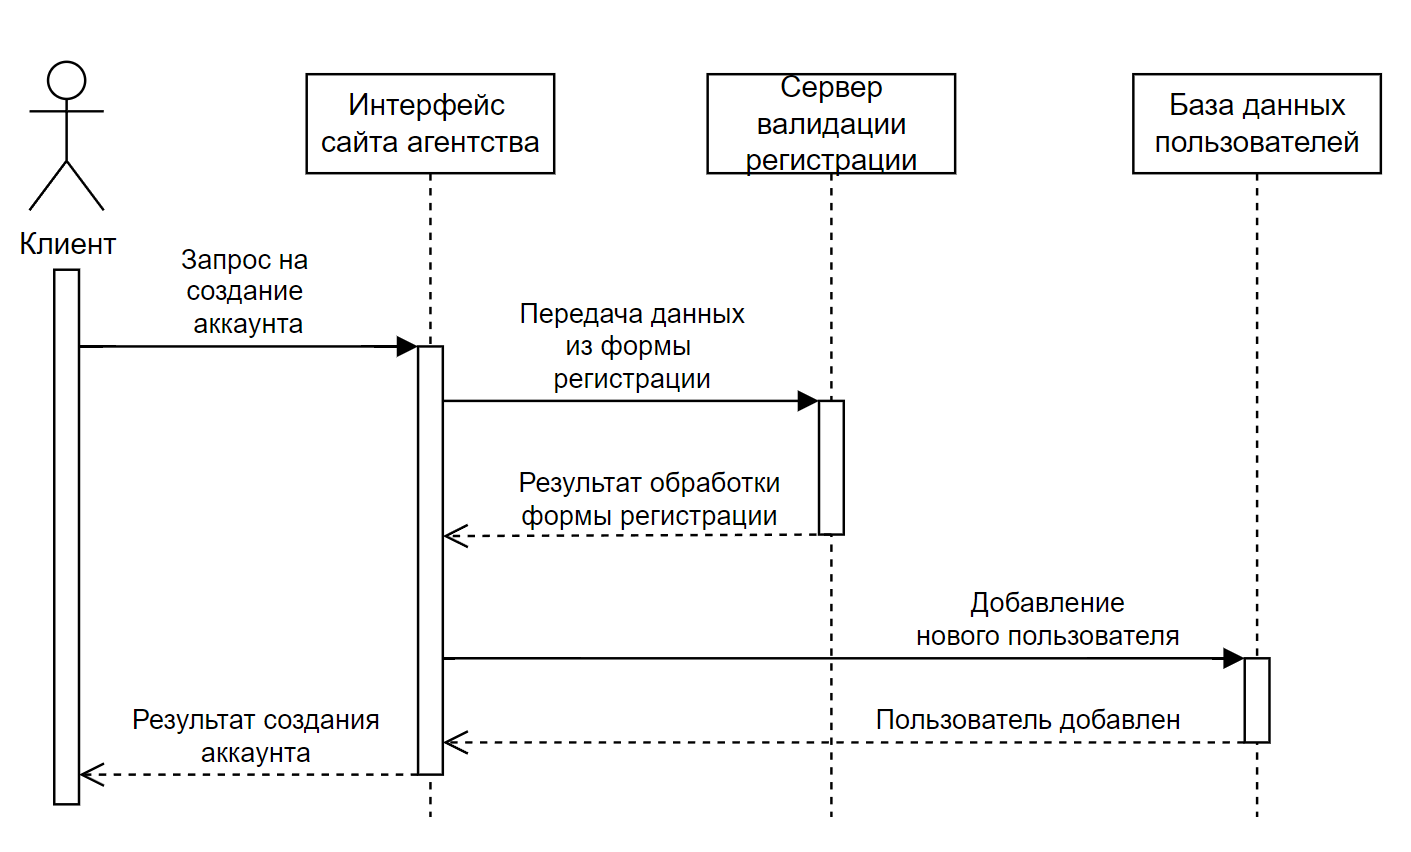 Интерфейс
сайта агентства
Сервер
валидации
регистрации
База данных
пользователей
Клиент
Запрос на
создание
аккаунта
Передача данных
из формы
регистрации
Результат обработки
формы регистрации
Добавление
нового пользователя
Пользователь добавлен
Результат создания
аккаунта